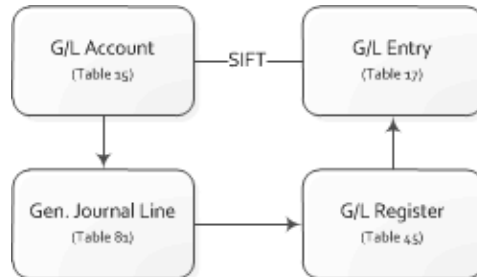 G/L Account
(Table 15)
SIFT
G/L Entry
(Table 17)
Gen. Journal Line
(Table 81)
G/L Register
(Table 45)